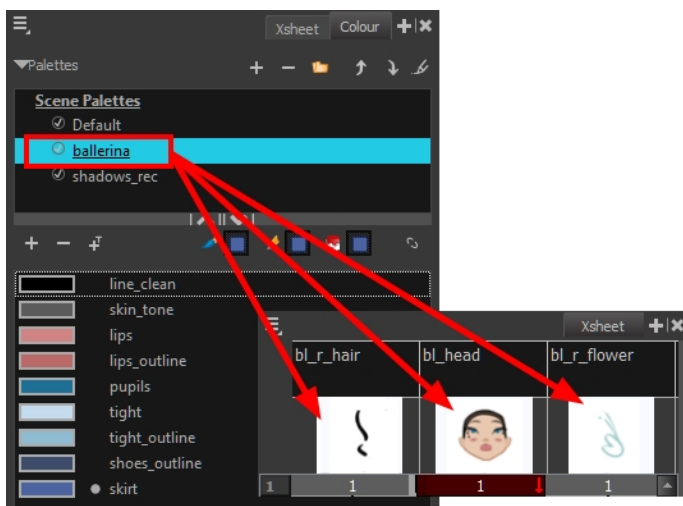 Xsheet Colour
Palettes
Scene Palettes
Default
ballerina
shadows_rec
line_clean
skin_tone
lips
lips_outline
pupils
tight
tight_outline
shoes_outline
skirt
Xsheet
bl_r_hair bl_head bl_r_flower
1 1 1 1